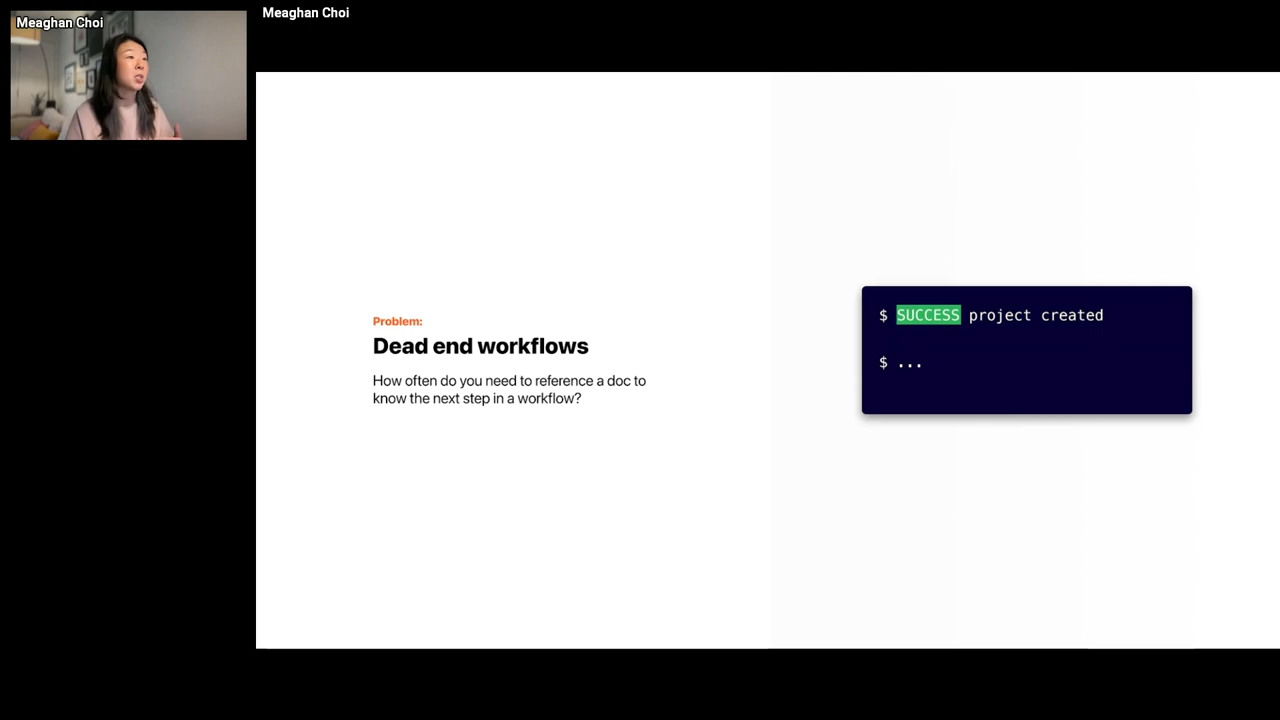 Meaghan Choi
Meaghan Choi
Problem:
Dead end workflows
How often do you need to reference a doc to
know the next step in a workflow?
$ SUCCESS project created
$ ...